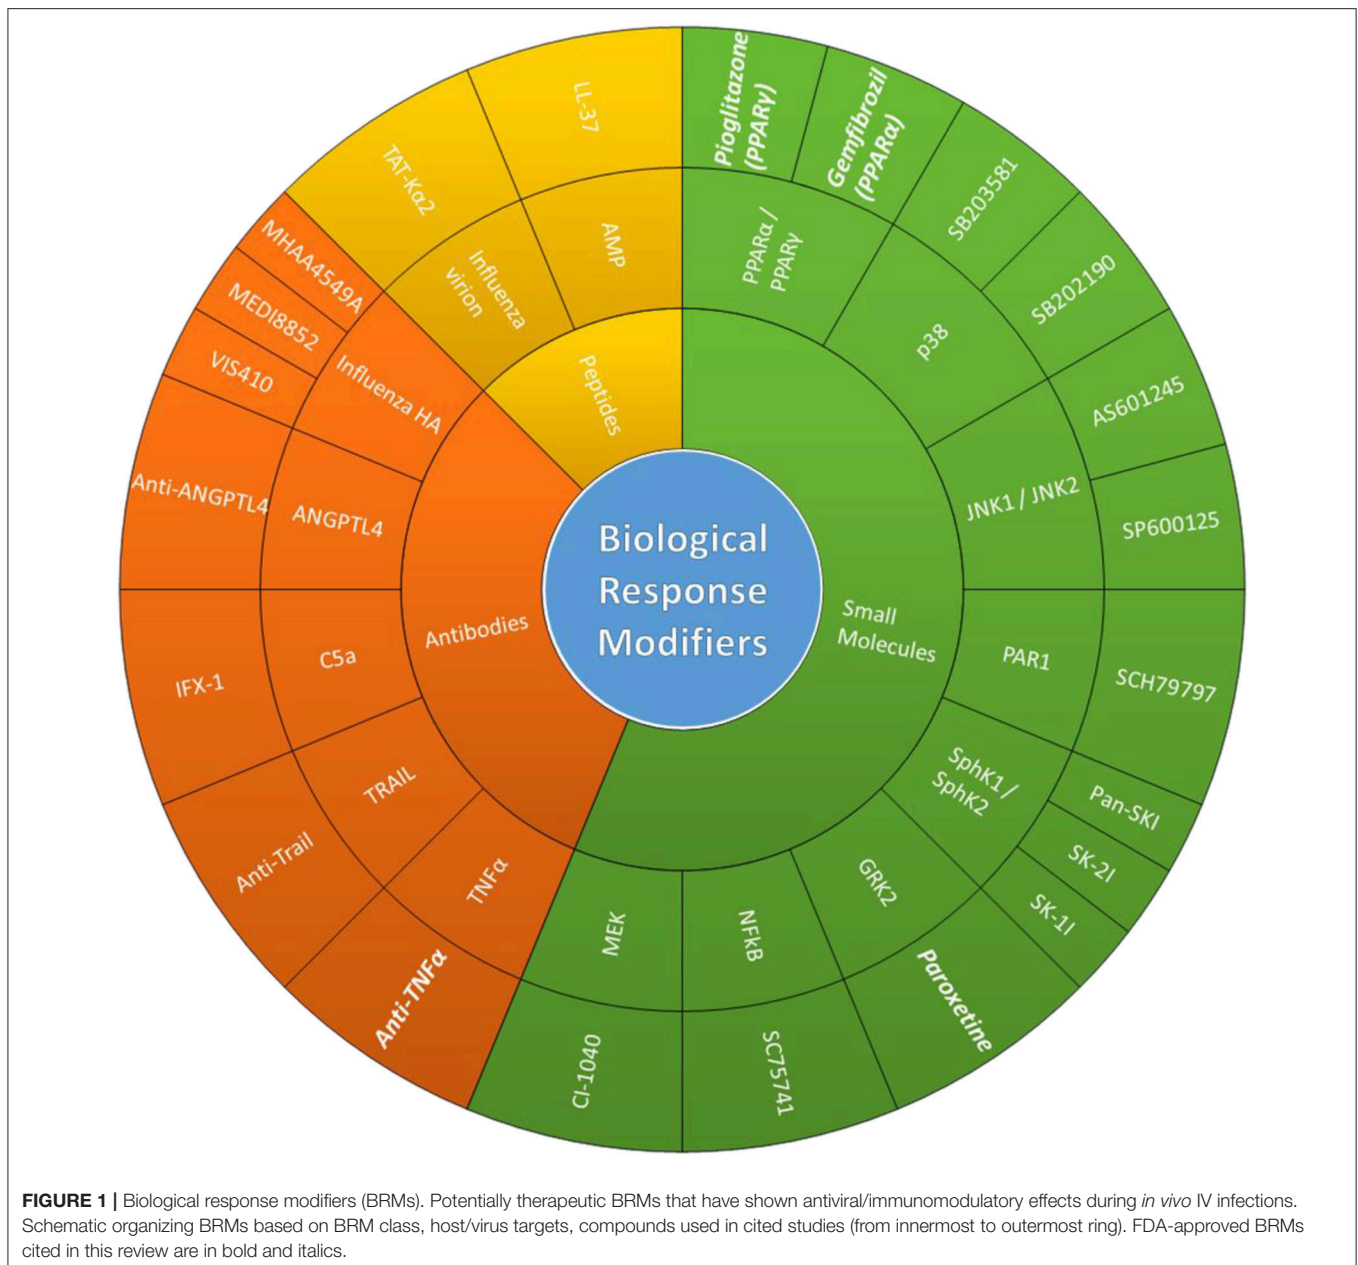 Biological
Response
Modifiers
Small
Molecules
PPARα /
PPARγ
Pioglitazone
(PPARγ)
Gemfibrozil
(PPARα)
p38
SB203581
SB202190
JNK1 / JNK2
AS601245
SP600125
PAR1
SCH79797
SphK1/
SphK2
Pan-SKI
SK-2I
SK-1I
GRK2
Paroxetine
NFkB
SC75741
MEK
CI-1040
Antibodies
TNFα
Anti-TNFα
TRAIL
Anti-Trail
C5a
IFX-1
ANGPTL4
Anti-ANGPTL4
Influenza HA
VIS410
MEDI8852
MHAA4549A
Peptides
Influenza
virion
TAT-Kα2
AMP
LL-37
FIGURE 1 | Biological response modifiers (BRMs). Potentially therapeutic BRMs that have shown antiviral/immunomodulatory effects during in vivo IV infections.
Schematic organizing BRMs based on BRM class, host/virus targets, compounds used in cited studies (from innermost to outermost ring). FDA-approved BRMs
cited in this review are in bold and italics.